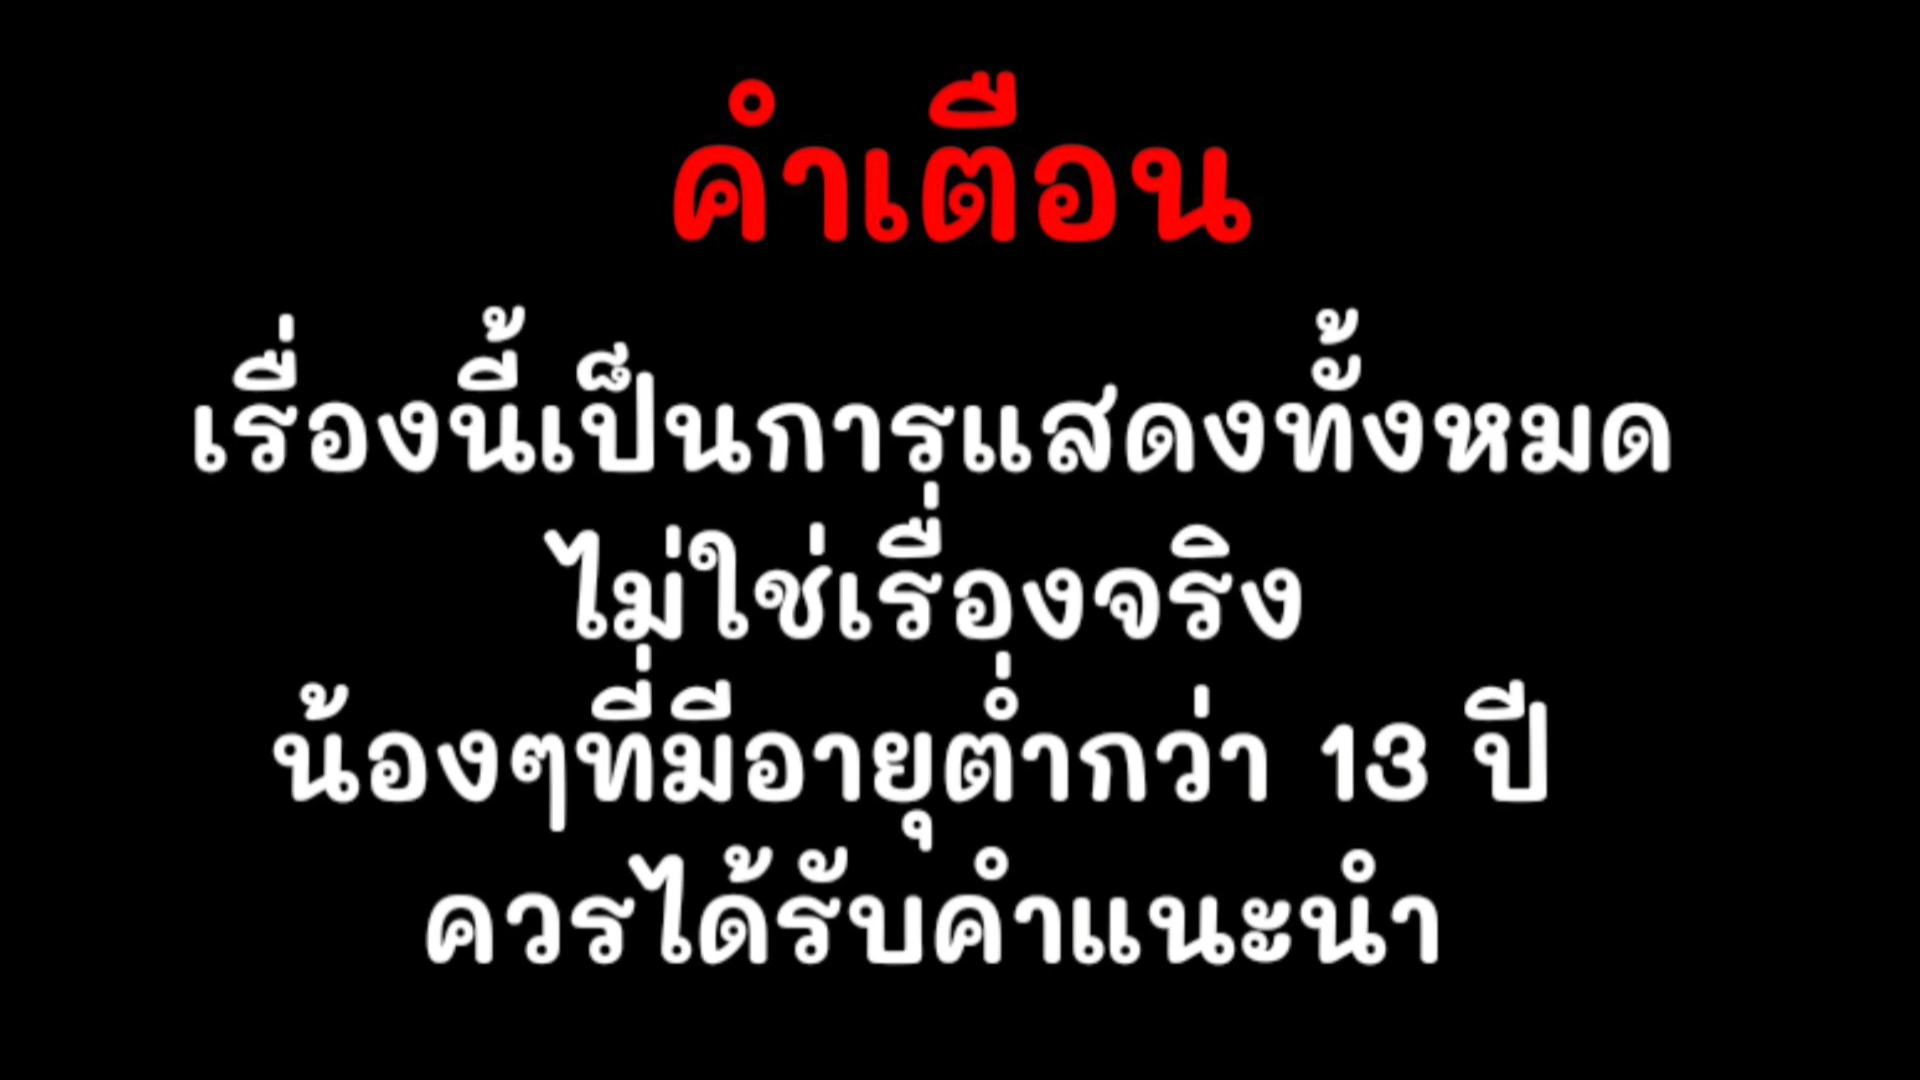 คำเตือน
เรื่องนี้เป็นการแสดงทั้งหมด
ไม่ใช่เรื่องจริง
น้องๆที่มีอายุต่ำกว่า 13 ปี
ควรได้รับคำแนะนำ